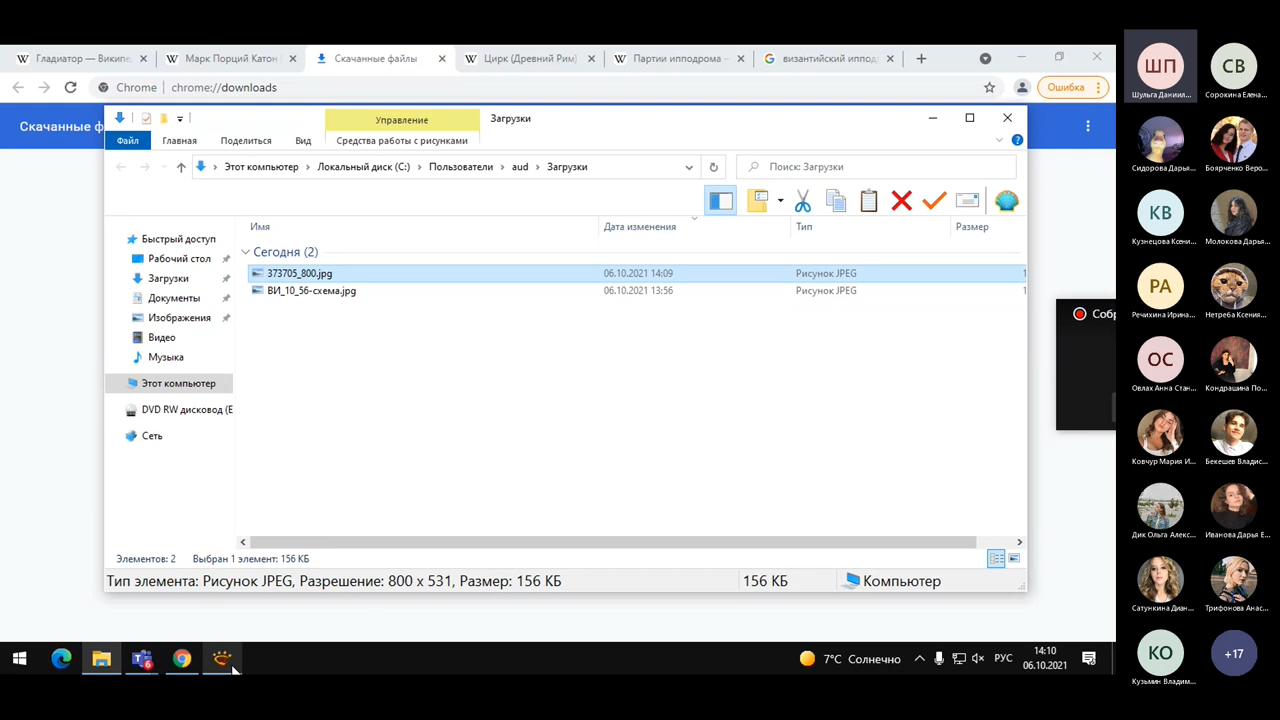 Гладиатор — Википе
Марк Порций Катон
Скачанные файлы
Цирк (Древний Рим)
Партии ипподрома –
византийский иппод
Chrome
chrome://downloads
Ошибка
Скачанные ф
Управление
Загрузки
Файл
Главная
Поделиться
Вид
Средства работы с рисунками
Этот компьютер
Локальный диск (C:)
Пользователи
aud
Загрузки
Поиск: Загрузки
Имя
Дата изменения
Тип
Размер
Сегодня (2)
373705_800.jpg
06.10.2021 14:09
Рисунок JPEG
1
ВИ_10_56-схема.jpg
06.10.2021 13:56
Рисунок JPEG
1
Быстрый доступ
Рабочий стол
Загрузки
Документы
Изображения
Видео
Музыка
Этот компьютер
DVD RW дисковод (E
Сеть
Элементов: 2
Выбран 1 элемент: 156 КБ
Тип элемента: Рисунок JPEG, Разрешение: 800 x 531, Размер: 156 КБ
156 КБ
Компьютер
Собр
6
7°C Солнечно
РУС
14:10
06.10.2021
ШП
Шульга Даниил...
СВ
Сорокина Елена...
Сидорова Дарья...
Боярченко Веро...
КВ
Кузнецова Ксени...
Молокова Дарья...
РА
Речихина Ирина...
Нетреба Ксения...
ОС
Овлах Анна Стан...
Кондрашина По...
Ковчур Мария И...
Бекешев Владис...
Дик Ольга Алекс...
Иванова Дарья Е...
Сатункина Диан...
Трифонова Анас...
КО
Кузьмин Владим...
+17